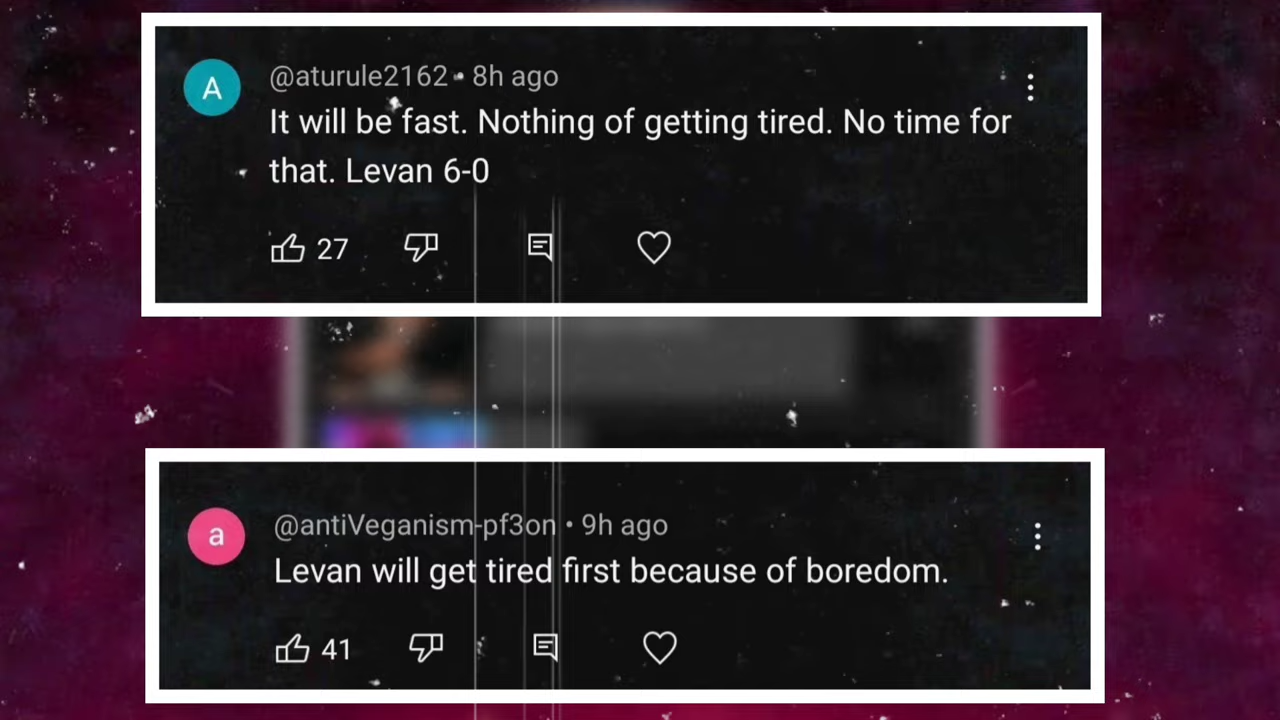 A
@aturule2162 • 8h ago
It will be fast. Nothing of getting tired. No time for
that. Levan 6-0
27
a
@antiVeganism-pf3on • 9h ago
Levan will get tired first because of boredom.
41